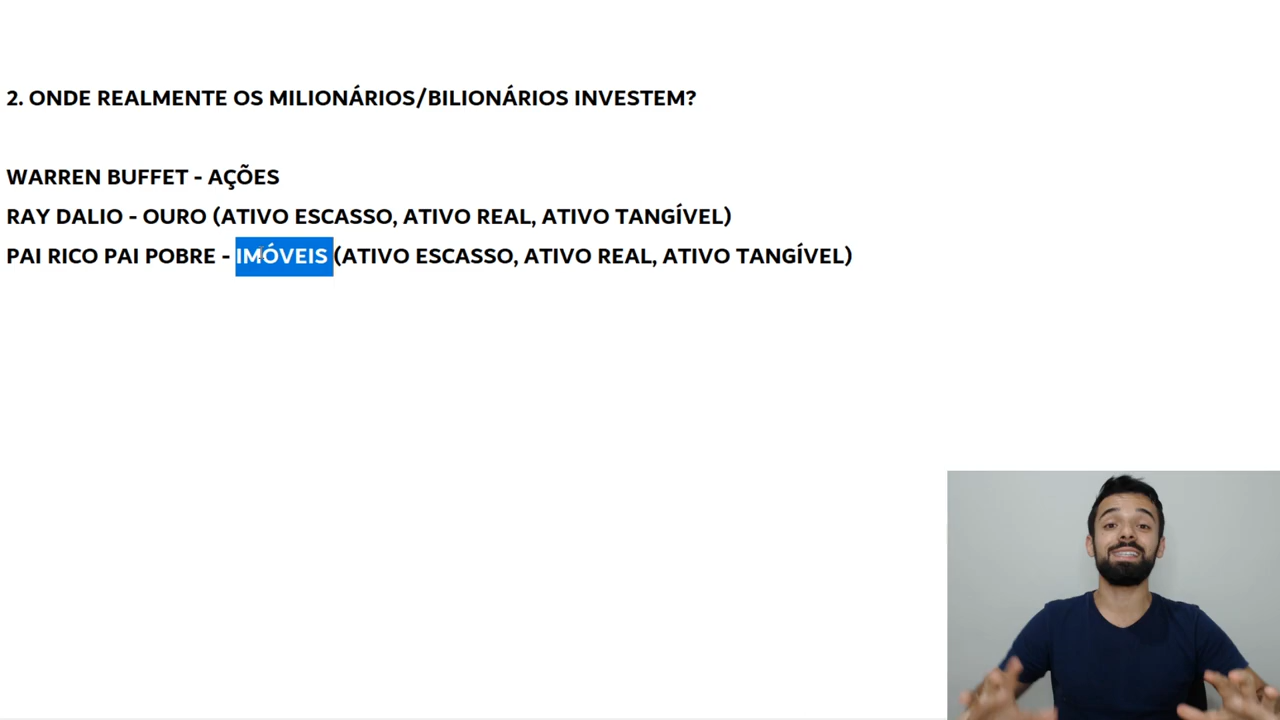 2. ONDE REALMENTE OS MILIONÁRIOS/BILIONÁRIOS INVESTEM?
WARREN BUFFET - AÇÕES
RAY DALIO - OURO (ATIVO ESCASSO, ATIVO REAL, ATIVO TANGÍVEL)
PAI RICO PAI POBRE - IMÓVEIS (ATIVO ESCASSO, ATIVO REAL, ATIVO TANGÍVEL)